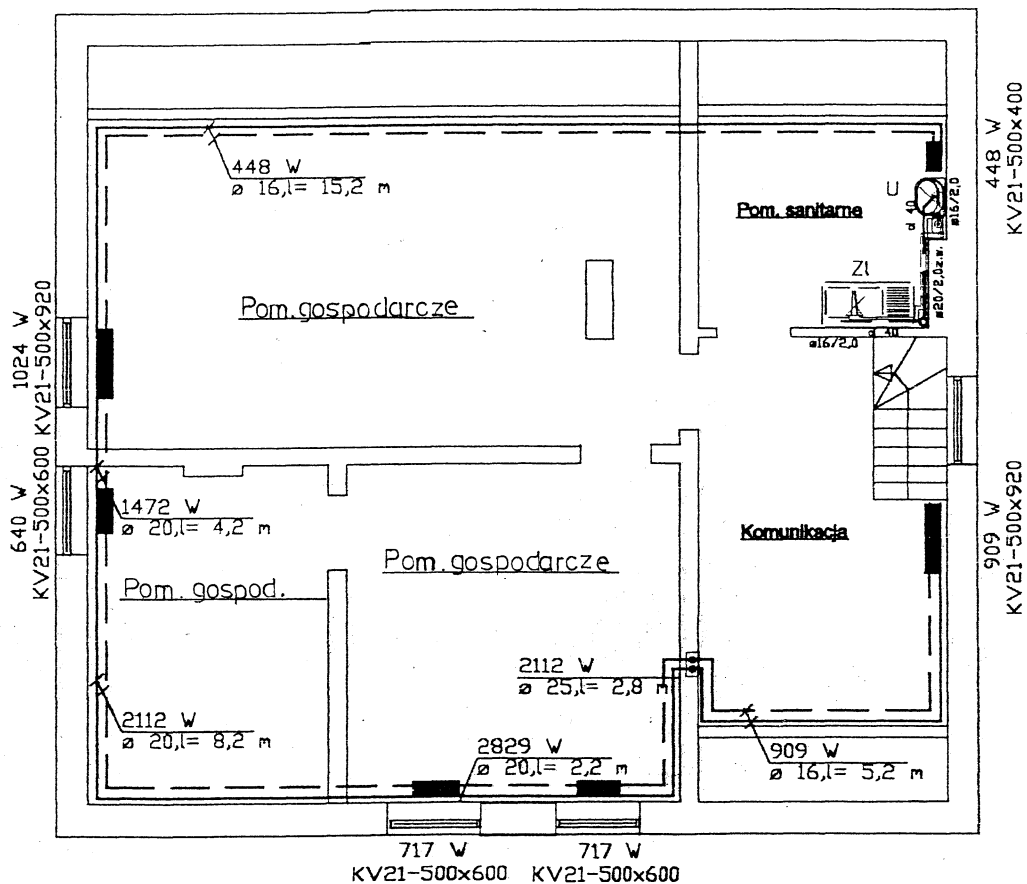 448 W
ø 16,l= 15,2 m
448 W
KV21-500x400
U
d 40
ø16/2,0
Pom. sanitarne
Zl
ø20/2,0z.w.
ø16/2,0
d 40
Pom.gospodarcze
1024 W
KV21-500x920
640 W
KV21-500x600
1472 W
ø 20,l= 4,2 m
Komunikacja
909 W
KV21-500x920
Pom.gospodarcze
Pom.gospod.
2112 W
ø 25,l= 2,8 m
2112 W
ø 20,l= 8,2 m
2829 W
ø 20,l= 2,2 m
909 W
ø 16,l= 5,2 m
717 W
KV21-500x600
717 W
KV21-500x600